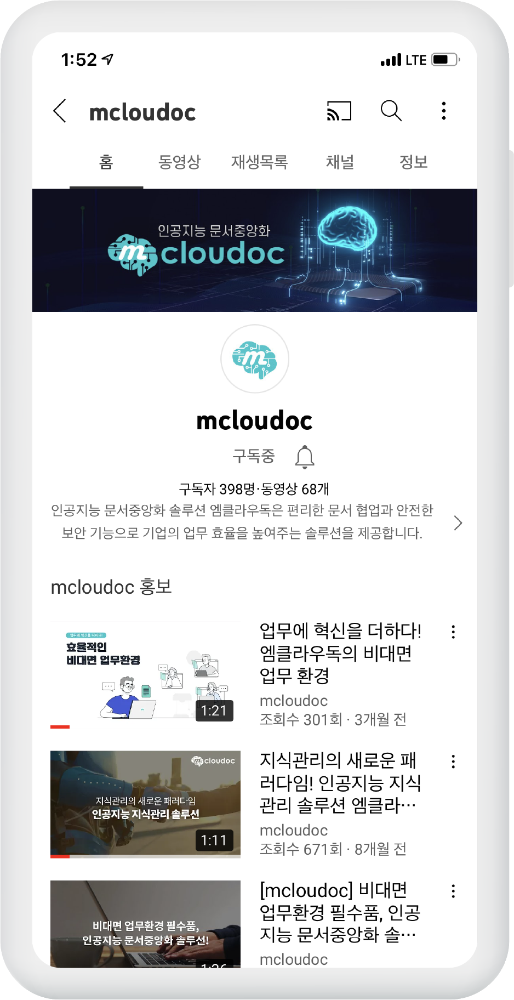 1:52
LTE
mcloudoc
홈 동영상 재생목록 채널 정보
인공지능 문서중앙화
m cloudoc
m
mcloudoc
구독중
구독자 398명·동영상 68개
인공지능 문서중앙화 솔루션 엠클라우독은 편리한 문서 협업과 안전한
보안 기능으로 기업의 업무 효율을 높여주는 솔루션을 제공합니다.
mcloudoc 홍보
업무에 혁신을 더하다!
효율적인
비대면 업무환경
1:21
업무에 혁신을 더하다!
엠클라우독의 비대면
업무 환경
mcloudoc
조회수 301회 · 3개월 전
m cloudoc
지식관리의 새로운 패러다임
인공지능 지식관리 솔루션
1:11
지식관리의 새로운 패
러다임! 인공지능 지식
관리 솔루션 엠클라…
mcloudoc
조회수 671회 · 8개월 전
비대면 업무환경 필수품,
인공지능 문서중앙화 솔루션!
1:26
[mcloudoc] 비대면
업무환경 필수품, 인공
지능 문서중앙화 솔…
mcloudoc